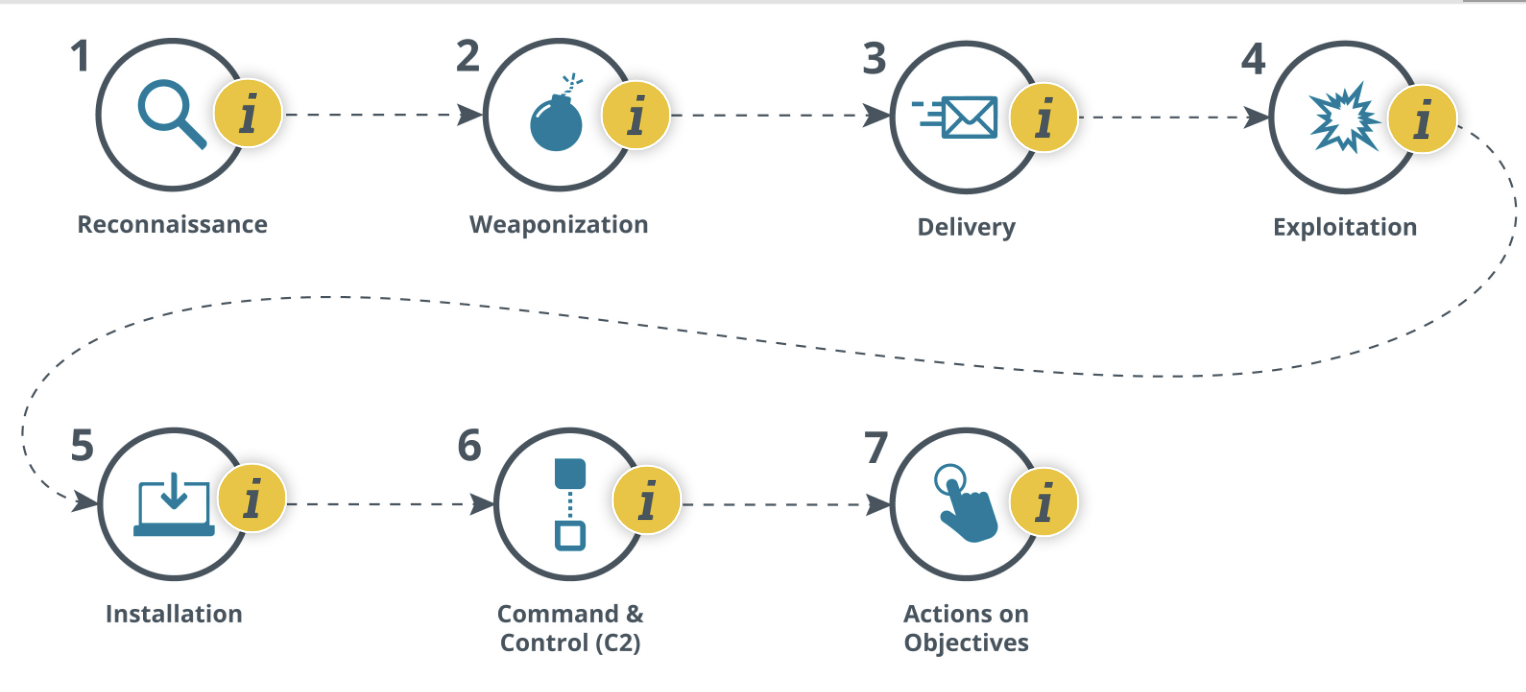 1
i
Reconnaissance
2
i
Weaponization
3
i
Delivery
4
i
Exploitation
5
i
Installation
6
i
Command &
Control (C2)
7
i
Actions on
Objectives